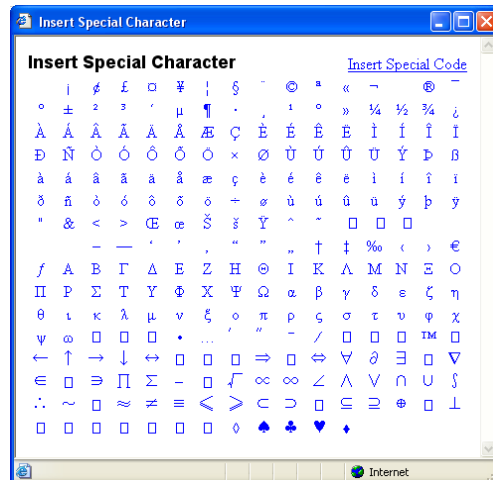 Insert Special Character
Insert Special Character Insert Special Code
¡ ¢ £ ¤ ¥ ¦ § ¨ © ª « ¬ ® ¯
° ± ² ³ ´ µ ¶ · ¸ ¹ º » ¼ ½ ¾ ¿
À Á Â Ã Ä Å Æ Ç È É Ê Ë Ì Í Î Ï
Ð Ñ Ò Ó Ô Õ Ö × Ø Ù Ú Û Ü Ý Þ ß
à á â ã ä å æ ç è é ê ë ì í î ï
ð ñ ò ó ô õ ö ÷ ø ù ú û ü ý þ ÿ
" & < > Œ œ Š š Ÿ ˆ ˜ □ □ □
– — ‘ ’ ‚ “ ” „ † ‡ ‰ ‹ › €
ƒ Α Β Γ Δ Ε Ζ Η Θ Ι Κ Λ Μ Ν Ξ Ο
Π Ρ Σ Τ Υ Φ Χ Ψ Ω α β γ δ ε ζ η
θ ι κ λ μ ν ξ ο π ρ ς σ τ υ φ χ
ψ ω □ □ □ • … ′ ″ ‾ ⁄ □ □ □ ™ □
← ↑ → ↓ ↔ □ □ □ ⇒ □ ⇔ ∀ ∂ ∃ □ ∇
∈ □ ∋ ∏ ∑ − □ √ ∝ ∞ ∠ ∧ ∨ ∩ ∪ ∫
∴ ∼ □ ≈ ≠ ≡ ≤ ≥ ⊂ ⊃ □ ⊆ ⊇ ⊕ □ ⊥
□ □ □ □ □ □ □ ◊ ♠ ♣ ♥ ♦
Internet